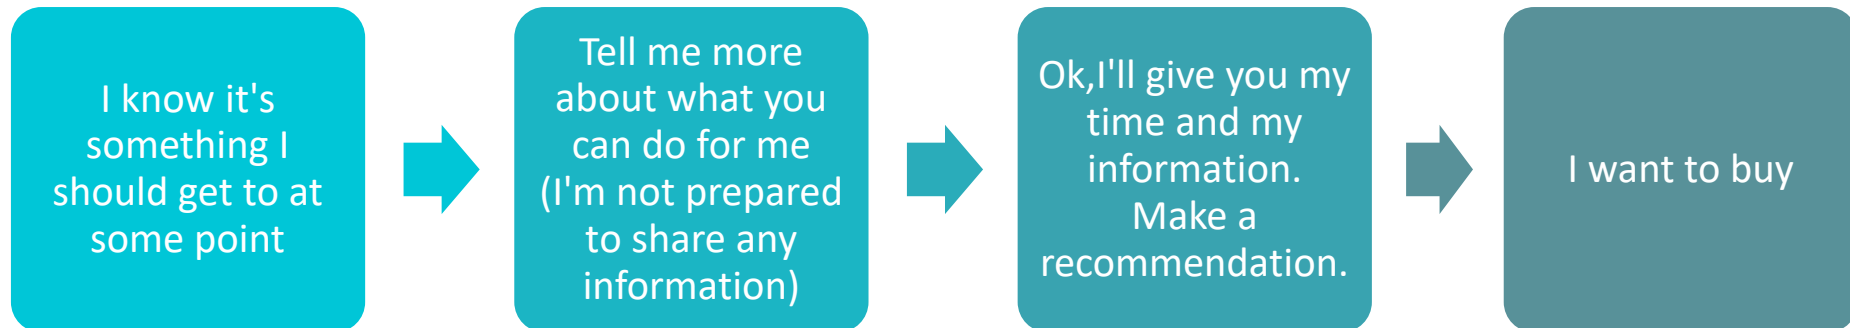 I know it's
something I
should get to at
some point
Tell me more
about what you
can do for me
(I'm not prepared
to share any
information)
Ok,I'll give you my
time and my
information.
Make a
recommendation.
I want to buy